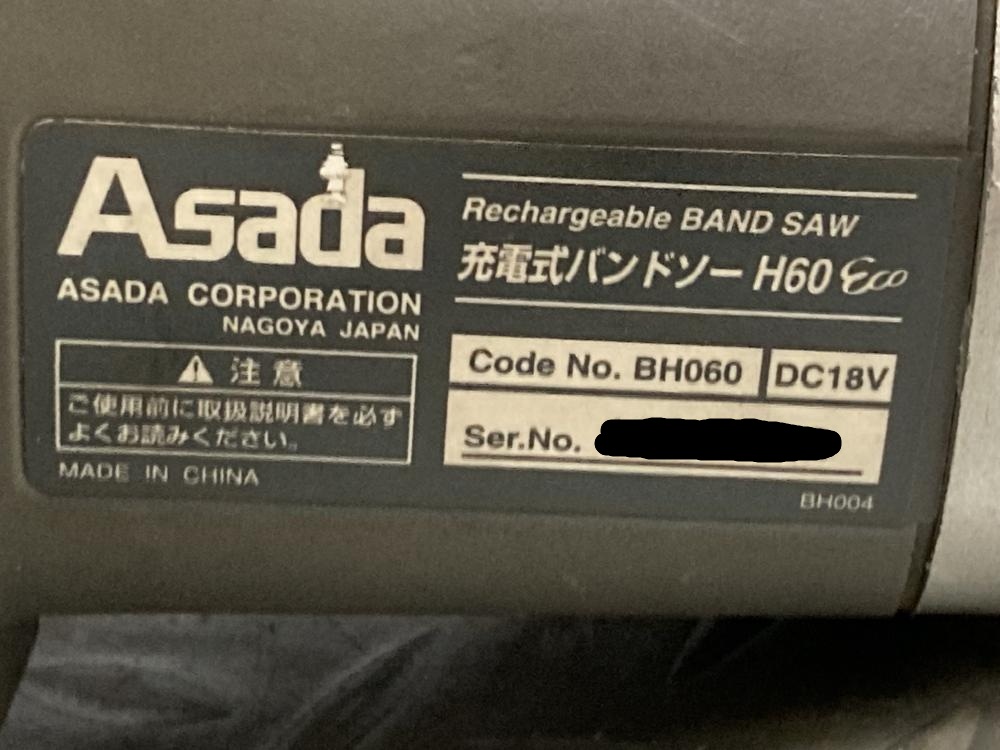 Asada
ASADA CORPORATION
NAGOYA JAPAN
注意
ご使用前に取扱説明書を必ず
よくお読みください。
MADE IN CHINA
Rechargeable BAND SAW
充電式バンドソー H60 Eco
Code No. BH060
DC18V
Ser.No.
BH004